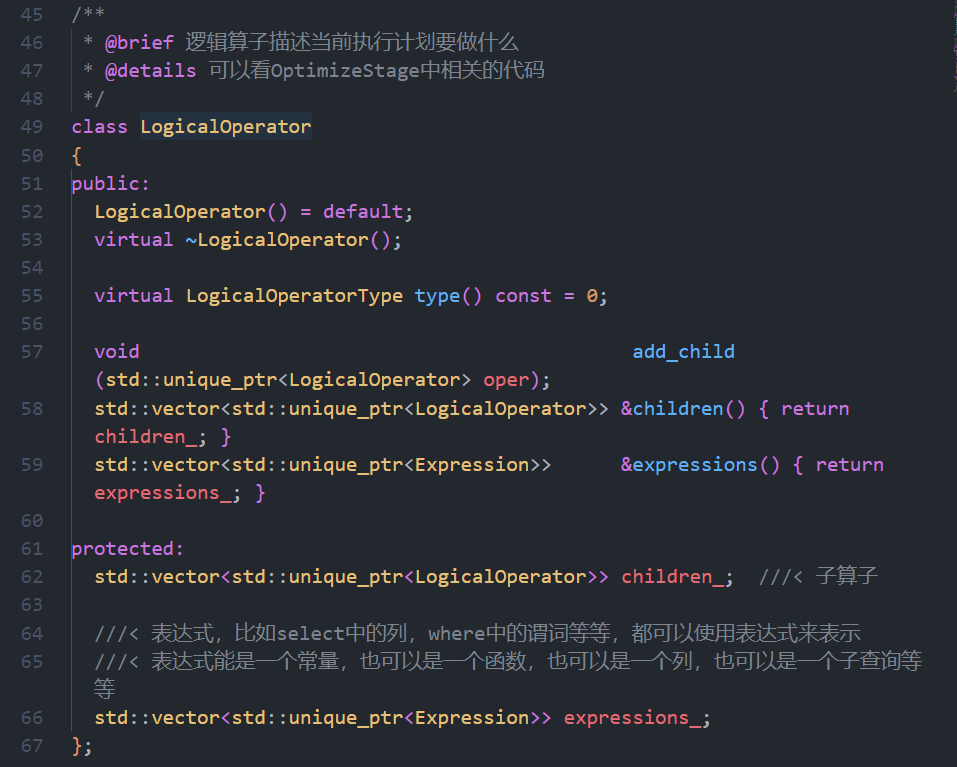 45 /**
46  * @brief 逻辑算子描述当前执行计划要做什么
47  * @details 可以看OptimizeStage中相关的代码
48  */
49 class LogicalOperator
50 {
51 public:
52   LogicalOperator() = default;
53   virtual ~LogicalOperator();
54
55   virtual LogicalOperatorType type() const = 0;
56
57   void                                           add_child
(std::unique_ptr<LogicalOperator> oper);
58   std::vector<std::unique_ptr<LogicalOperator>> &children() { return
children_; }
59   std::vector<std::unique_ptr<Expression>>      &expressions() { return
expressions_; }
60
61 protected:
62   std::vector<std::unique_ptr<LogicalOperator>> children_;  ///< 子算子
63
64   ///< 表达式，比如select中的列，where中的谓词等等，都可以使用表达式来表示
65   ///< 表达式能是一个常量，也可以是一个函数，也可以是一个列，也可以是一个子查询等
等
66   std::vector<std::unique_ptr<Expression>> expressions_;
67 };